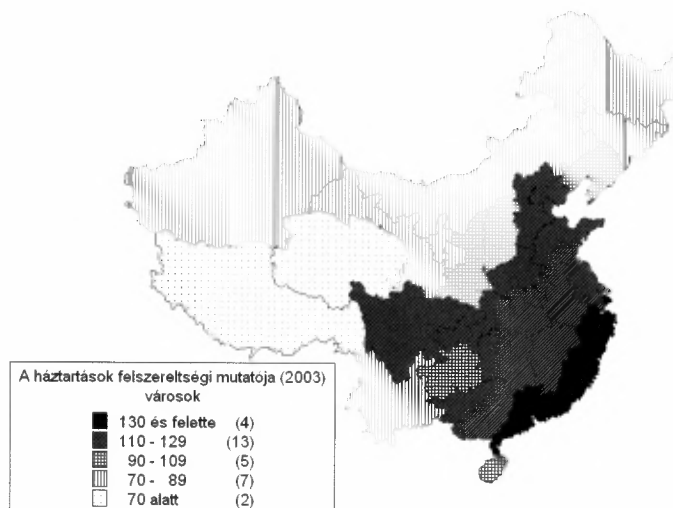 A háztartások felszereltségi mutatója (2003)
városok
130 és felette (4)
110 - 129 (13)
90 - 109 (5)
70 - 89 (7)
70 alatt (2)